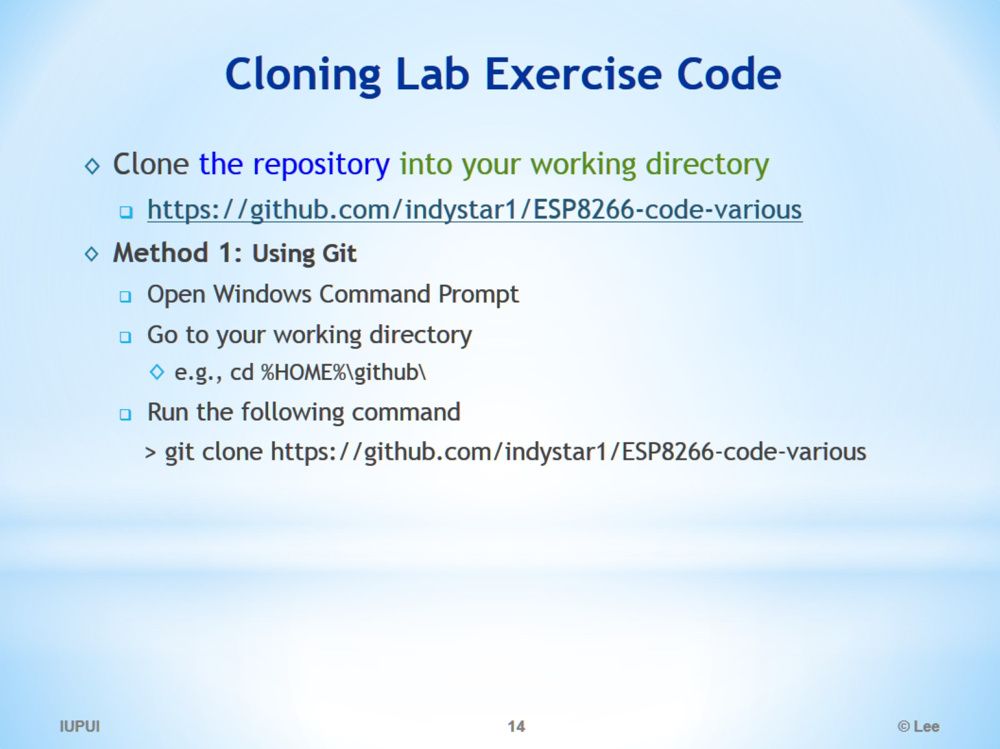 Cloning Lab Exercise Code
Clone the repository into your working directory
https://github.com/indystar1/ESP8266-code-various
Method 1: Using Git
Open Windows Command Prompt
Go to your working directory
e.g., cd %HOME%\github\
Run the following command
> git clone https://github.com/indystar1/ESP8266-code-various
IUPUI
14
© Lee